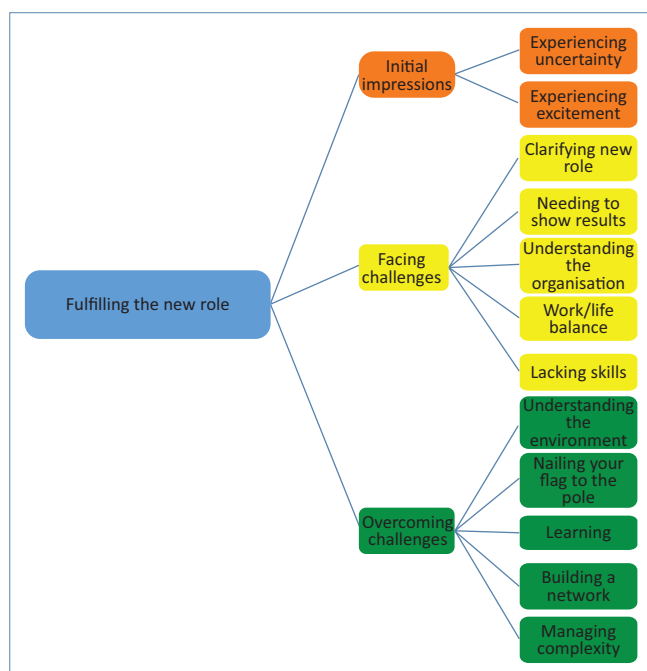 Fulfilling the new role
Initial
impressions
Experiencing
uncertainty
Experiencing
excitement
Facing
challenges
Clarifying new
role
Needing to
show results
Understanding
the
organisation
Work/life
balance
Lacking skills
Overcoming
challenges
Understanding
the
environment
Nailing your
flag to the
pole
Learning
Building a
network
Managing
complexity